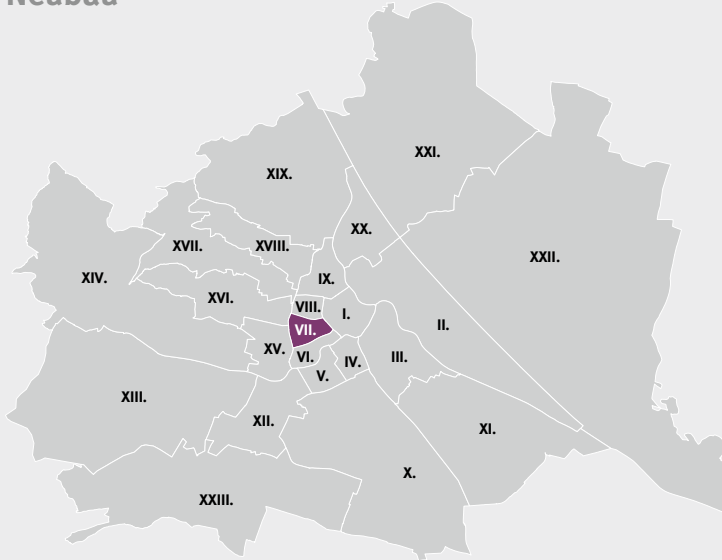 Neubau
XXI.
XIX.
XX.
XVII.
XVIII.
XXII.
XIV.
IX.
XVI.
VIII.
I.
II.
VII.
XV.
VI.
IV.
III.
V.
XIII.
XII.
XI.
X.
XXIII.